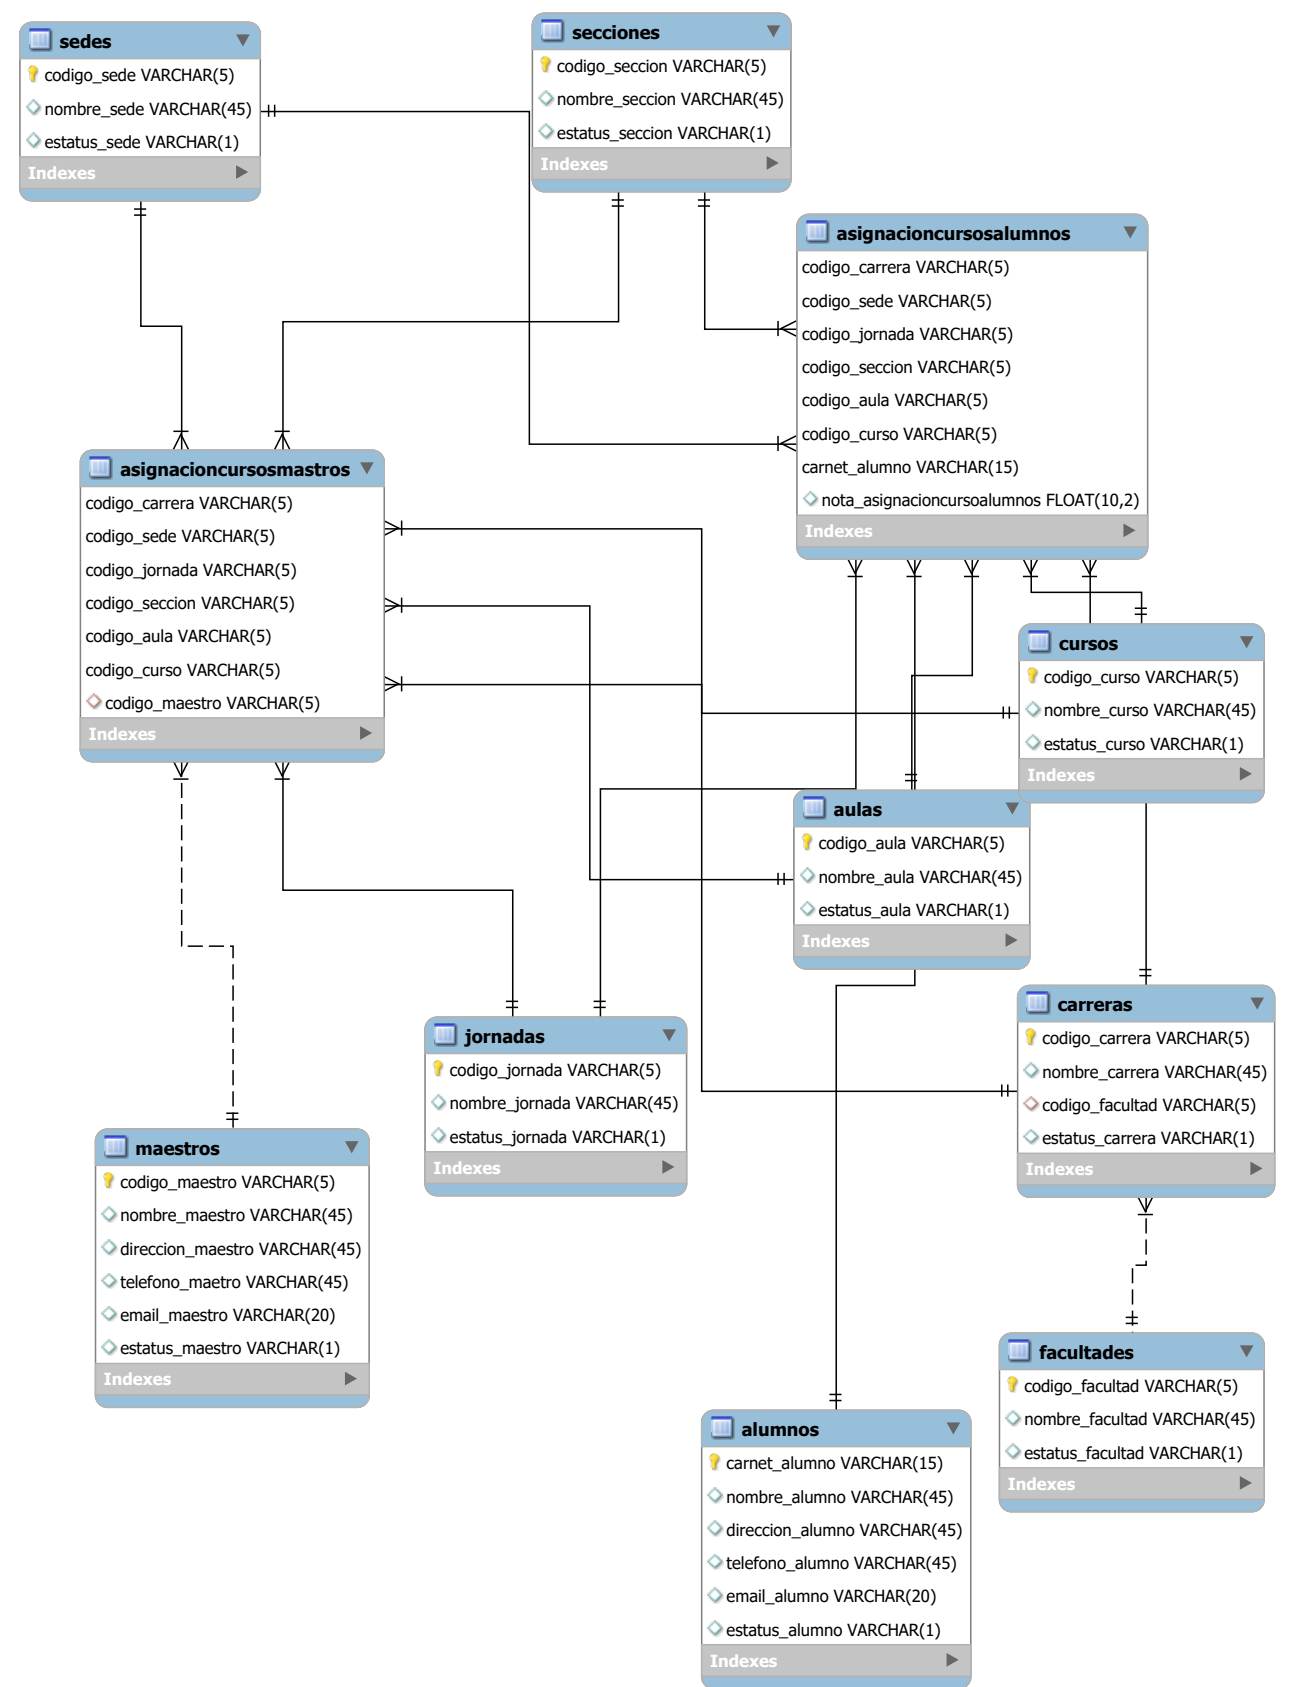 sedes
codigo_sede VARCHAR(5)
nombre_sede VARCHAR(45)
estatus_sede VARCHAR(1)
Indexes
secciones
codigo_seccion VARCHAR(5)
nombre_seccion VARCHAR(45)
estatus_seccion VARCHAR(1)
Indexes
asignacioncursosalumnos
codigo_carrera VARCHAR(5)
codigo_sede VARCHAR(5)
codigo_jornada VARCHAR(5)
codigo_seccion VARCHAR(5)
codigo_aula VARCHAR(5)
codigo_curso VARCHAR(5)
carnet_alumno VARCHAR(15)
nota_asignacioncursoalumnos FLOAT(10,2)
Indexes
asignacioncursosmastros
codigo_carrera VARCHAR(5)
codigo_sede VARCHAR(5)
codigo_jornada VARCHAR(5)
codigo_seccion VARCHAR(5)
codigo_aula VARCHAR(5)
codigo_curso VARCHAR(5)
codigo_maestro VARCHAR(5)
Indexes
cursos
codigo_curso VARCHAR(5)
nombre_curso VARCHAR(45)
estatus_curso VARCHAR(1)
Indexes
aulas
codigo_aula VARCHAR(5)
nombre_aula VARCHAR(45)
estatus_aula VARCHAR(1)
Indexes
jornadas
codigo_jornada VARCHAR(5)
nombre_jornada VARCHAR(45)
estatus_jornada VARCHAR(1)
Indexes
carreras
codigo_carrera VARCHAR(5)
nombre_carrera VARCHAR(45)
codigo_facultad VARCHAR(5)
estatus_carrera VARCHAR(1)
Indexes
maestros
codigo_maestro VARCHAR(5)
nombre_maestro VARCHAR(45)
direccion_maestro VARCHAR(45)
telefono_maetro VARCHAR(45)
email_maestro VARCHAR(20)
estatus_maestro VARCHAR(1)
Indexes
facultades
codigo_facultad VARCHAR(5)
nombre_facultad VARCHAR(45)
estatus_facultad VARCHAR(1)
Indexes
alumnos
carnet_alumno VARCHAR(15)
nombre_alumno VARCHAR(45)
direccion_alumno VARCHAR(45)
telefono_alumno VARCHAR(45)
email_alumno VARCHAR(20)
estatus_alumno VARCHAR(1)
Indexes